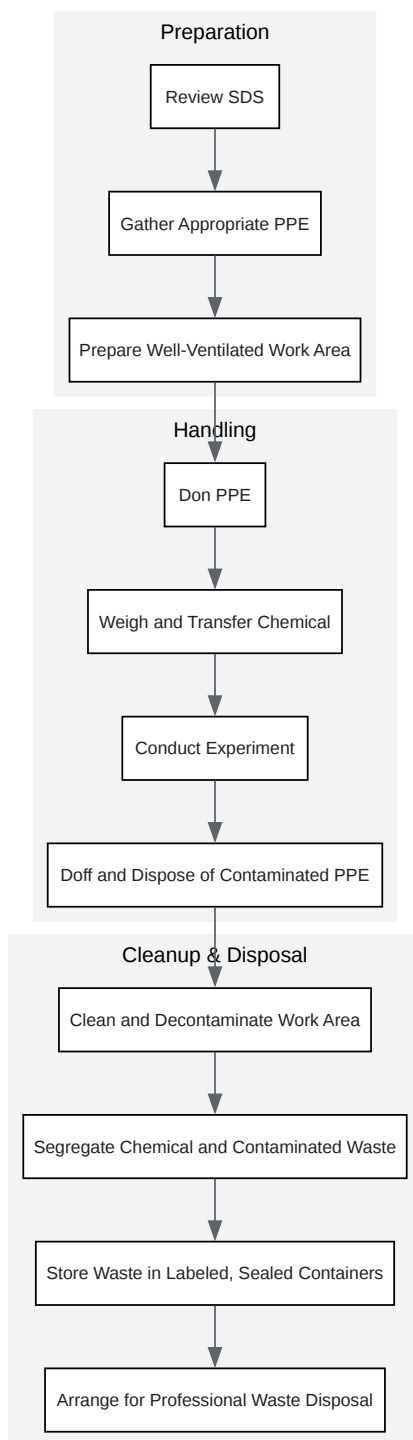 Preparation
Review SDS
Gather Appropriate PPE
Prepare Well-Ventilated Work Area
Handling
Don PPE
Weigh and Transfer Chemical
Conduct Experiment
Doff and Dispose of Contaminated PPE
Cleanup & Disposal
Clean and Decontaminate Work Area
Segregate Chemical and Contaminated Waste
Store Waste in Labeled, Sealed Containers
Arrange for Professional Waste Disposal